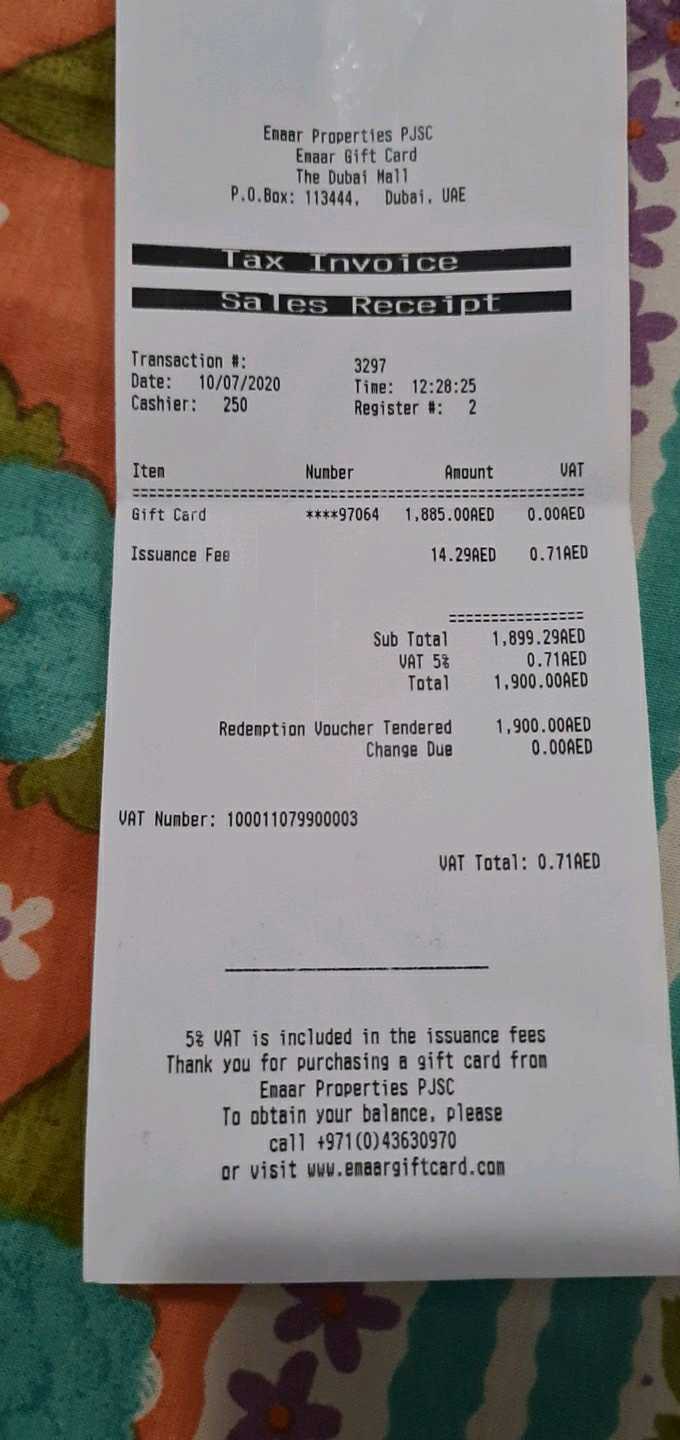 Emaar Properties PJSC
Emaar Gift Card
The Dubai Mall
P.O.Box: 113444, Dubai, UAE
Tax Invoice
Sales Receipt
Transaction #: 3297
Date: 10/07/2020 Time: 12:28:25
Cashier: 250 Register #: 2
Item Number Amount VAT
=============================================================
Gift Card ****97064 1,885.00AED 0.00AED
Issuance Fee 14.29AED 0.71AED
==================
Sub Total 1,899.29AED
VAT 5% 0.71AED
Total 1,900.00AED
Redemption Voucher Tendered 1,900.00AED
Change Due 0.00AED
VAT Number: 100011079900003
VAT Total: 0.71AED
5% VAT is included in the issuance fees
Thank you for purchasing a gift card from
Emaar Properties PJSC
To obtain your balance, please
call +971(0)43630970
or visit www.emaargiftcard.com